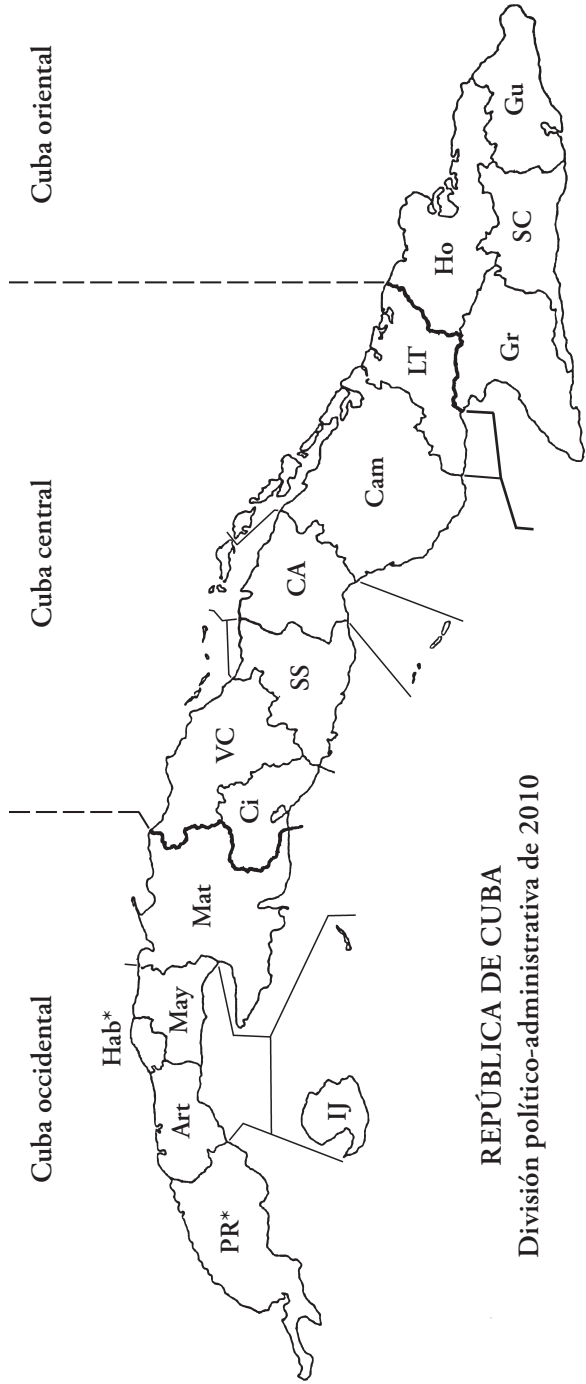 Cuba occidental
Cuba central
Cuba oriental
Hab*
PR*
Art
May
Mat
IJ
VC
Ci
SS
CA
Cam
LT
Ho
Gr
SC
Gu
REPÚBLICA DE CUBA
División político-administrativa de 2010